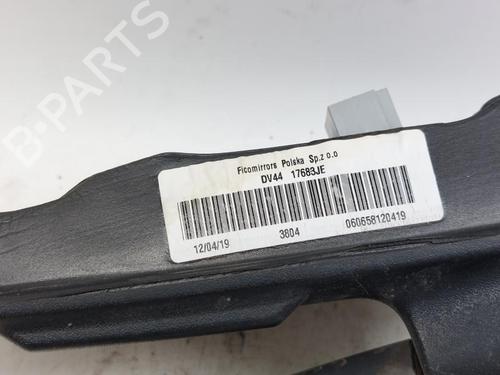 Ficomirrors Polska Sp.z o.o
DV44 17683JE
12/04/19 3804 060658120419
B-PARTS